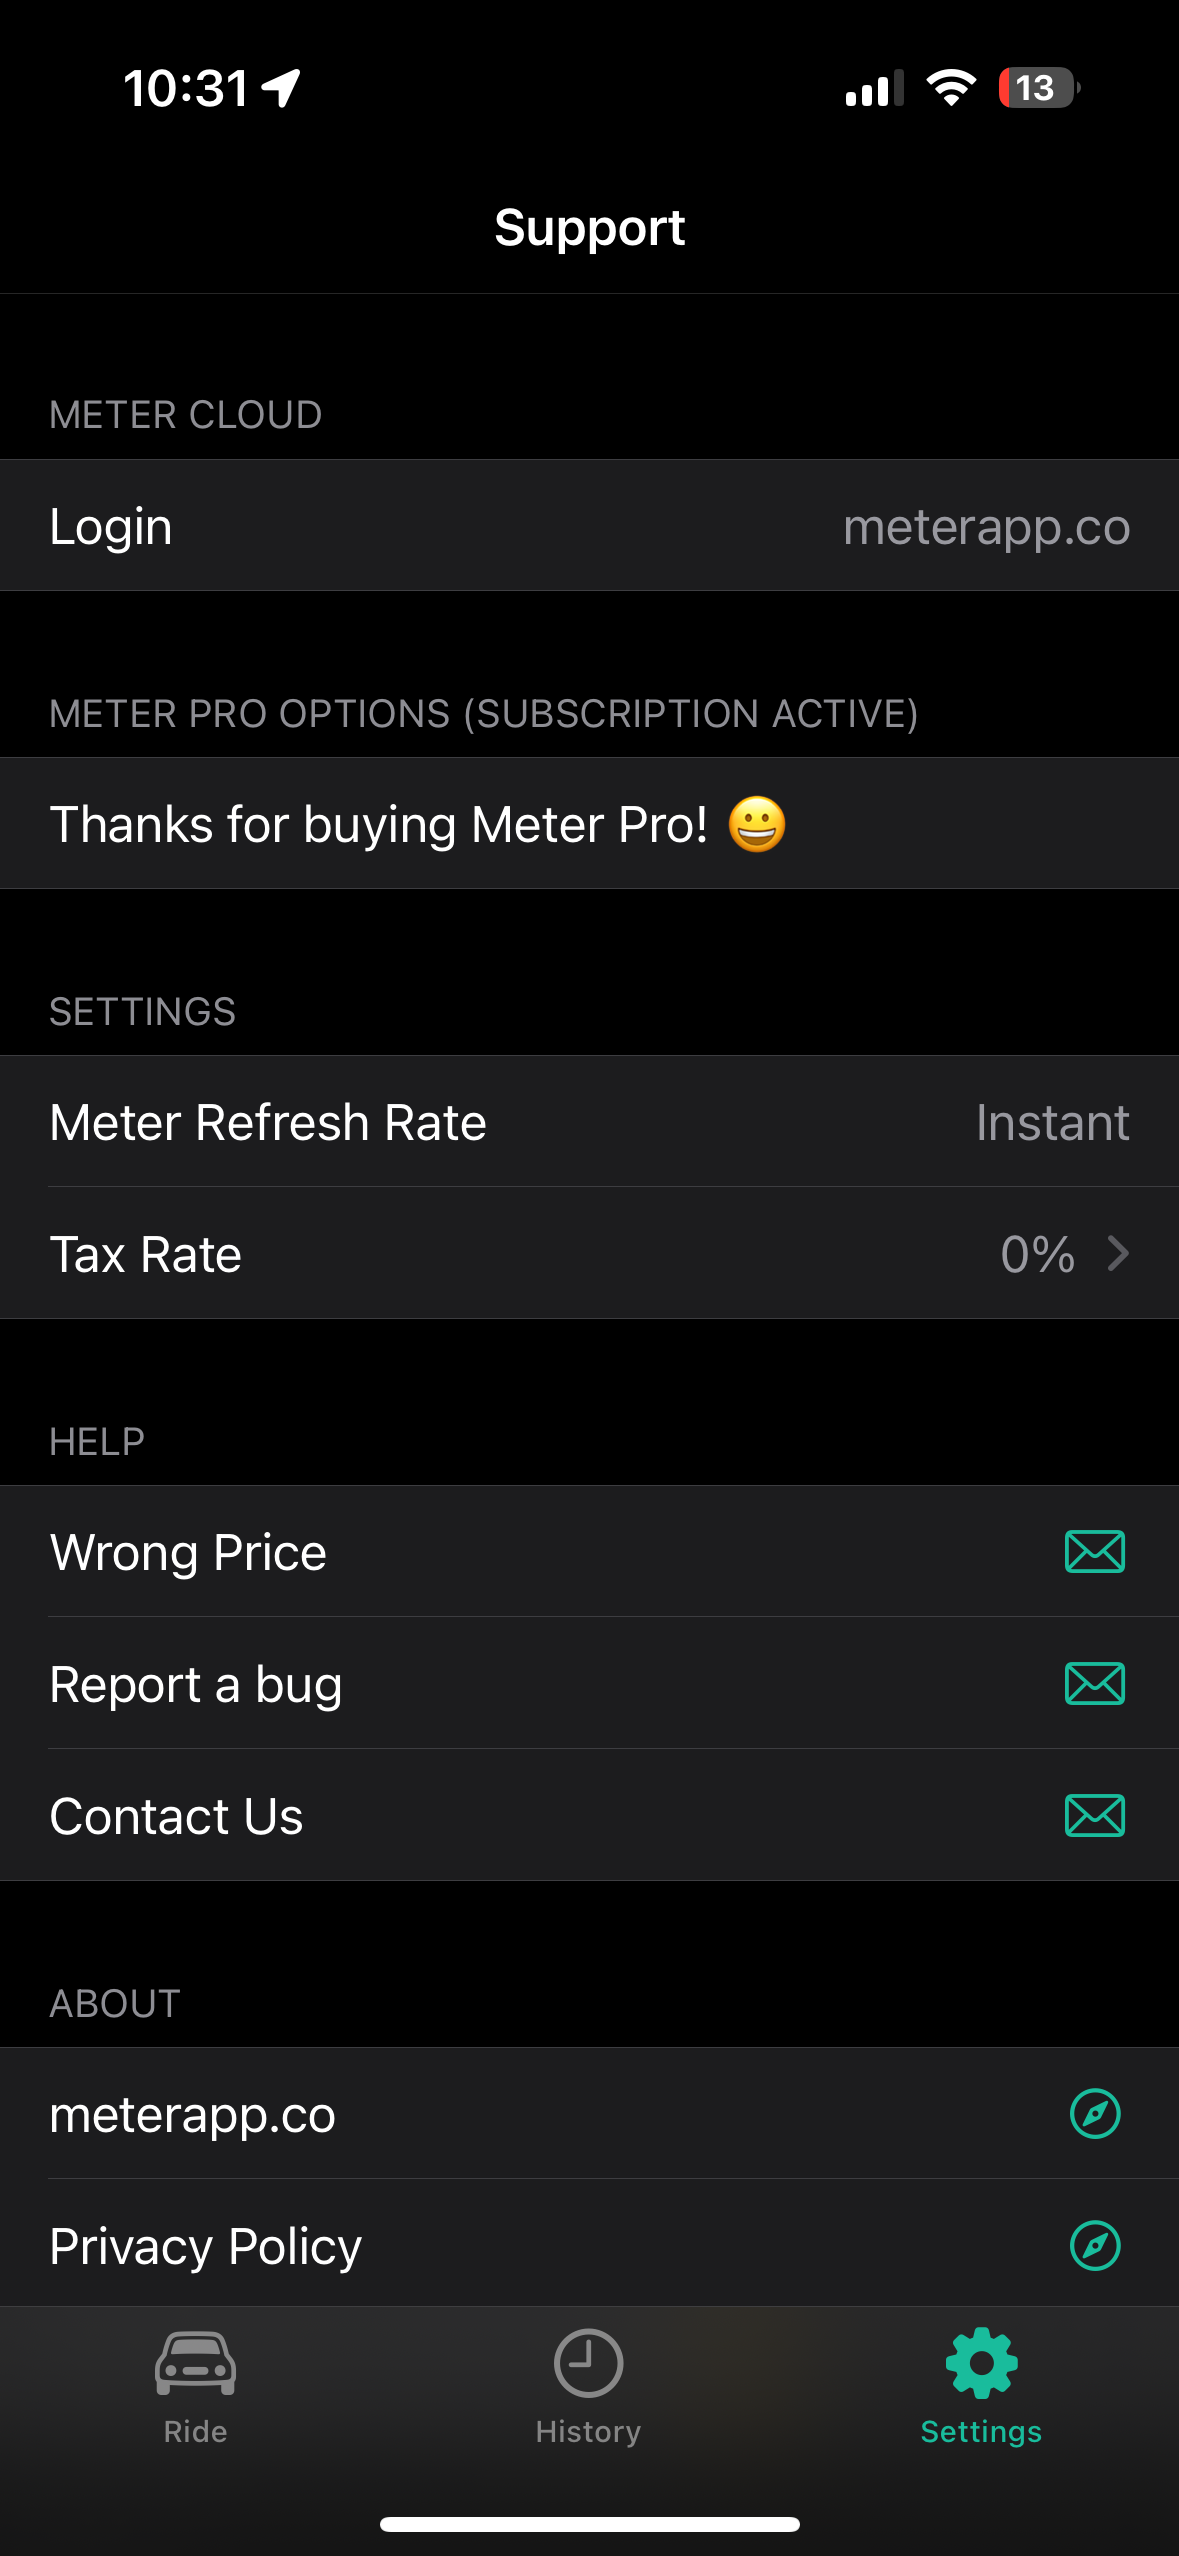 10:31
13
Support
METER CLOUD
Login meterapp.co
METER PRO OPTIONS (SUBSCRIPTION ACTIVE)
Thanks for buying Meter Pro! 😀
SETTINGS
Meter Refresh Rate Instant
Tax Rate 0%
HELP
Wrong Price
Report a bug
Contact Us
ABOUT
meterapp.co
Privacy Policy
Ride History Settings